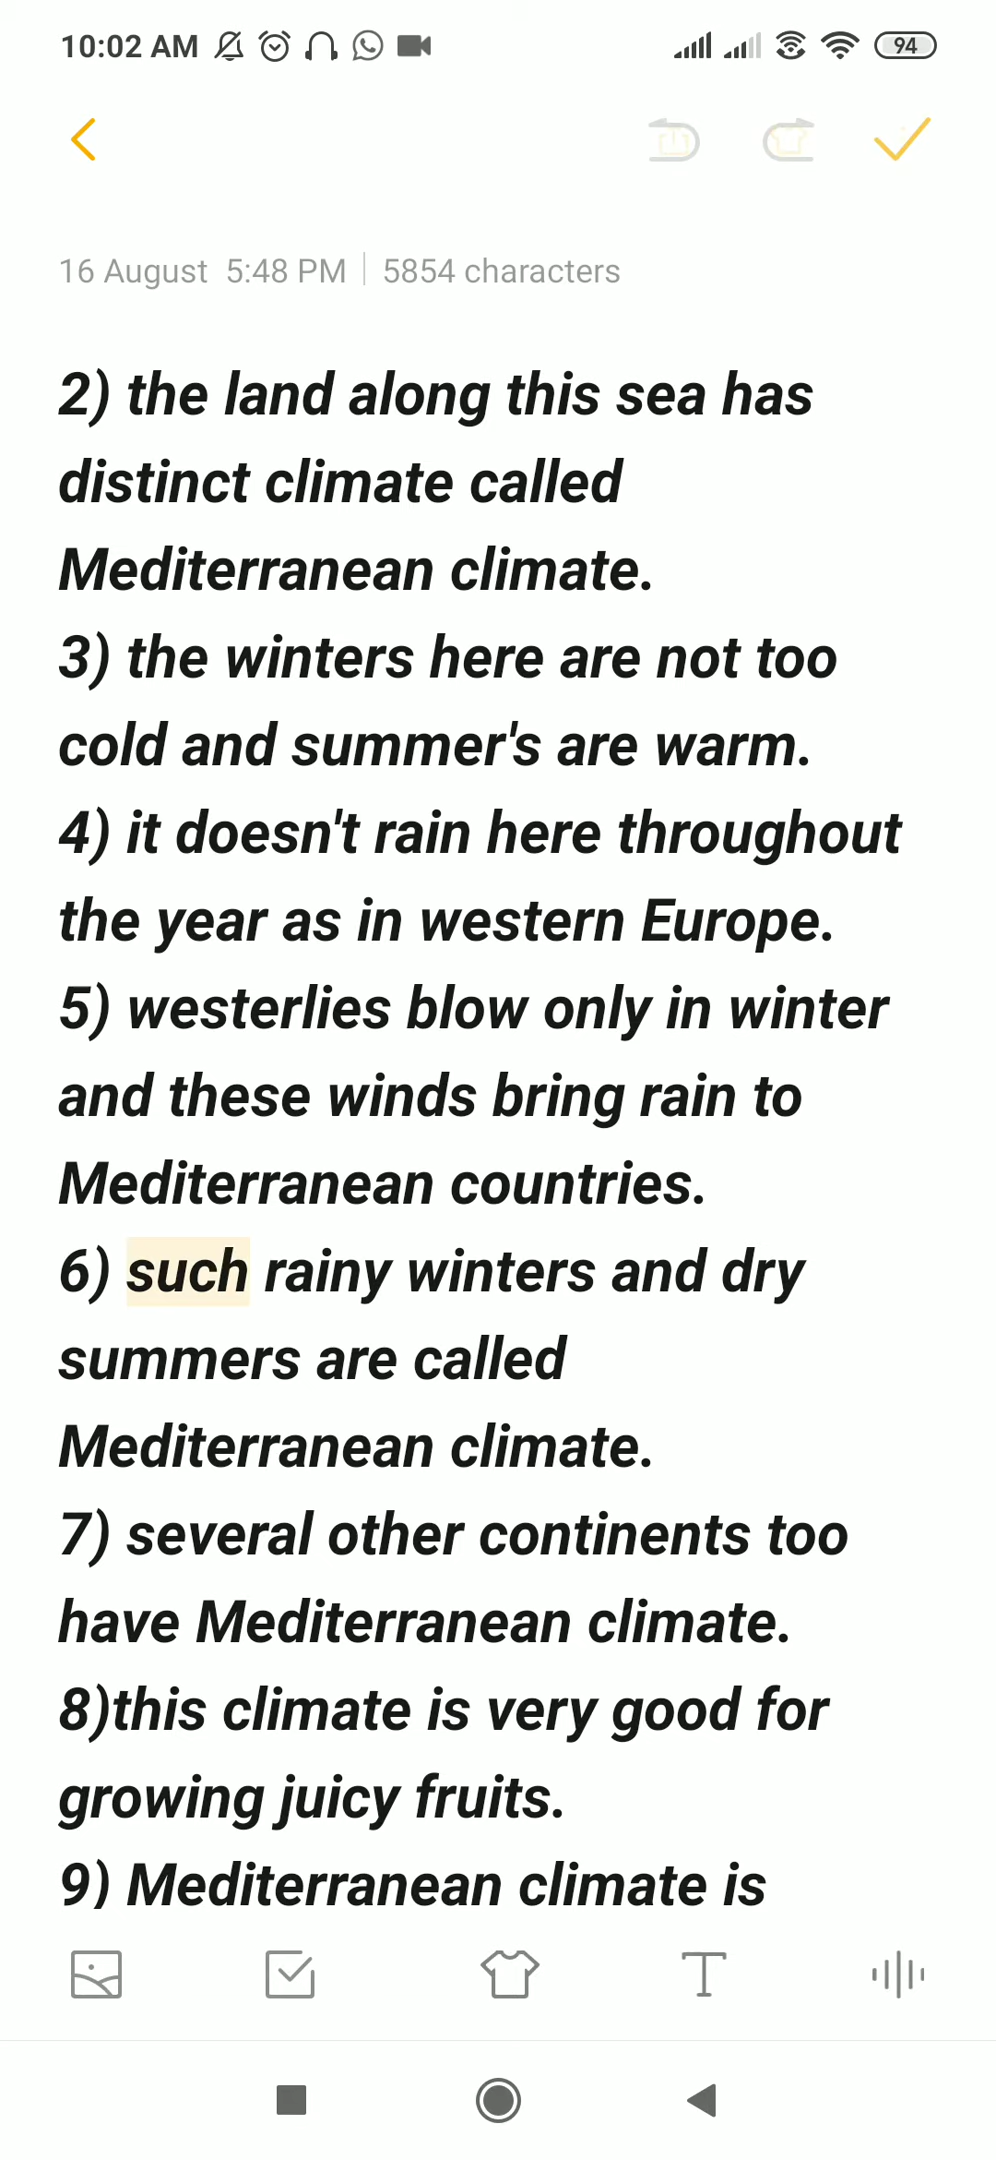 10:02 AM 94
16 August 5:48 PM | 5854 characters
2) the land along this sea has
distinct climate called
Mediterranean climate.
3) the winters here are not too
cold and summer's are warm.
4) it doesn't rain here throughout
the year as in western Europe.
5) westerlies blow only in winter
and these winds bring rain to
Mediterranean countries.
6) such rainy winters and dry
summers are called
Mediterranean climate.
7) several other continents too
have Mediterranean climate.
8)this climate is very good for
growing juicy fruits.
9) Mediterranean climate is